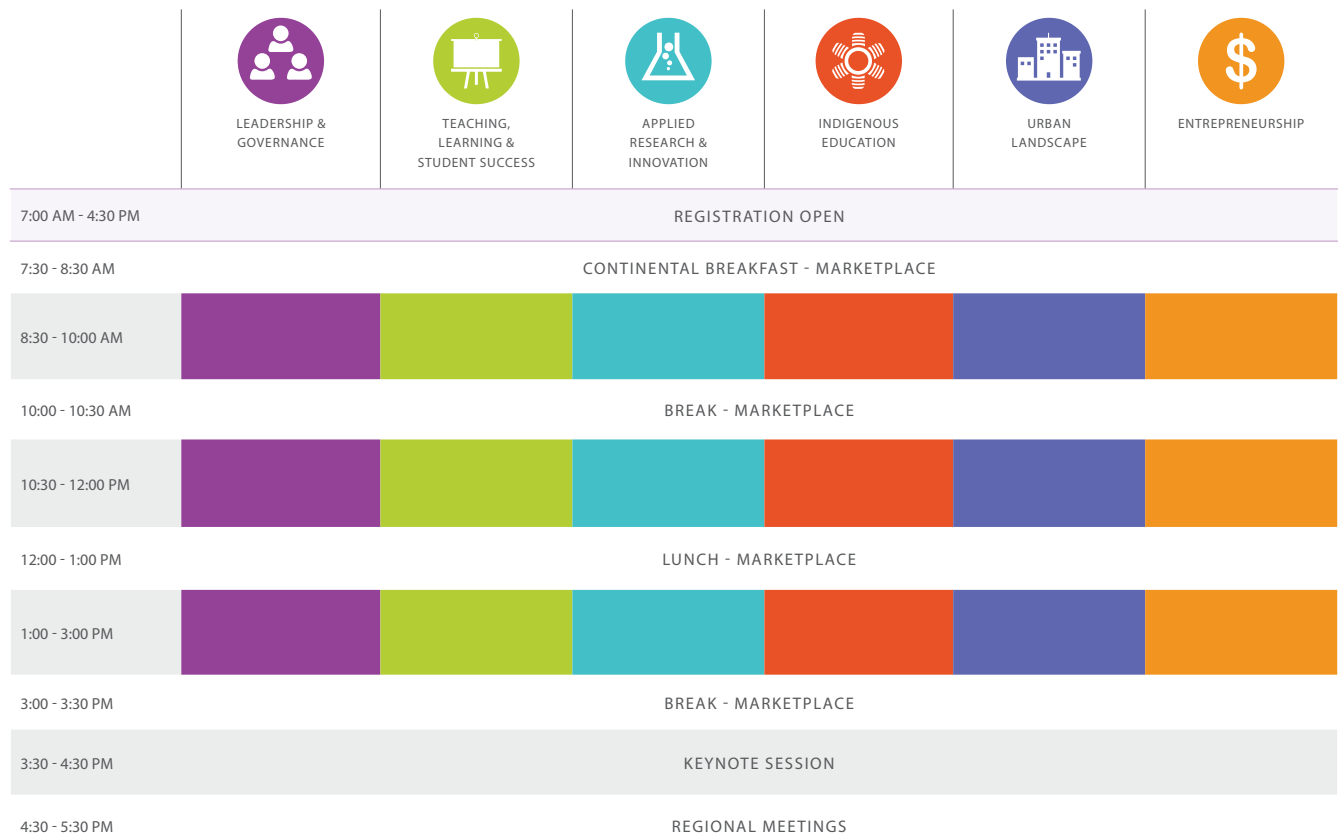 LEADERSHIP &
GOVERNANCE
TEACHING,
LEARNING &
STUDENT SUCCESS
APPLIED
RESEARCH &
INNOVATION
INDIGENOUS
EDUCATION
URBAN
LANDSCAPE
$
ENTREPRENEURSHIP
7:00 AM - 4:30 PM REGISTRATION OPEN
7:30 - 8:30 AM CONTINENTAL BREAKFAST - MARKETPLACE
8:30 - 10:00 AM
10:00 - 10:30 AM BREAK - MARKETPLACE
10:30 - 12:00 PM
12:00 - 1:00 PM LUNCH - MARKETPLACE
1:00 - 3:00 PM
3:00 - 3:30 PM BREAK - MARKETPLACE
3:30 - 4:30 PM KEYNOTE SESSION
4:30 - 5:30 PM REGIONAL MEETINGS